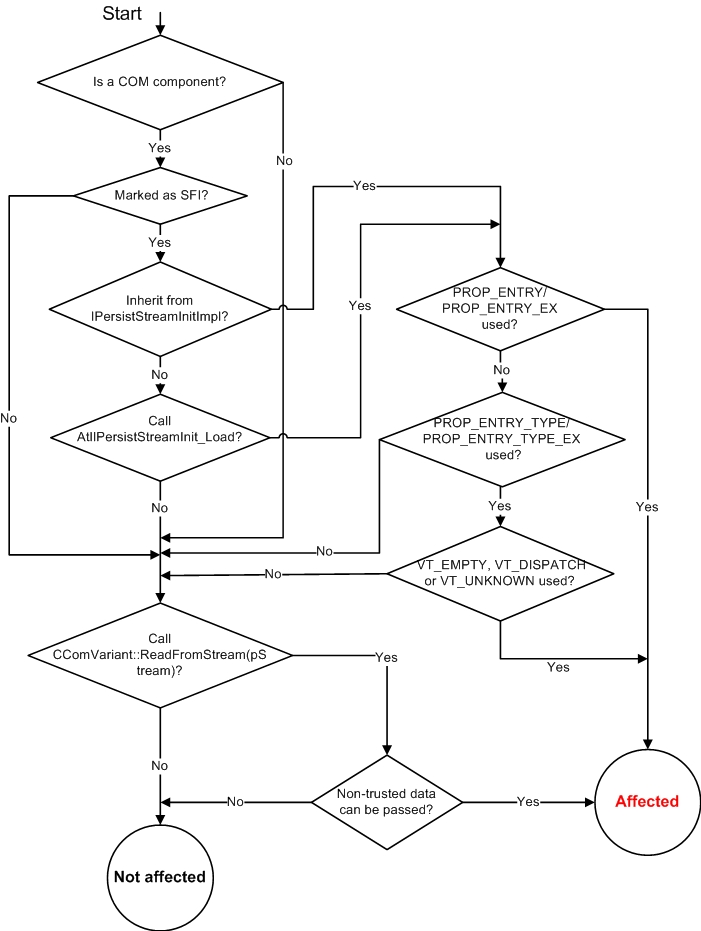 Start
Is a COM component?
Yes
No
Marked as SFI?
Yes
Yes
Inherit from
IPersistStreamInitImpl?
PROP_ENTRY/
PROP_ENTRY_EX
used?
Yes
No
No
No
Call
AtlIPersistStreamInit_Load?
PROP_ENTRY_TYPE/
PROP_ENTRY_TYPE_EX
used?
No
Yes
Yes
No
VT_EMPTY, VT_DISPATCH
or VT_UNKNOWN used?
No
Call
CComVariant::ReadFromStream(pS
tream)?
Yes
Yes
No
Non-trusted data
can be passed?
No
Yes
Affected
Not affected